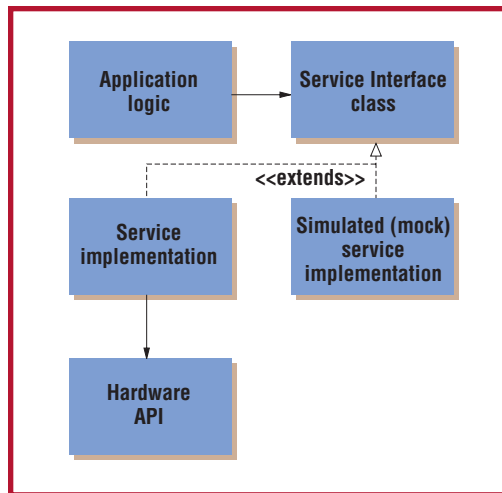 Application
logic
Service Interface
class
<<extends>>
Service
implementation
Simulated (mock)
service
implementation
Hardware
API